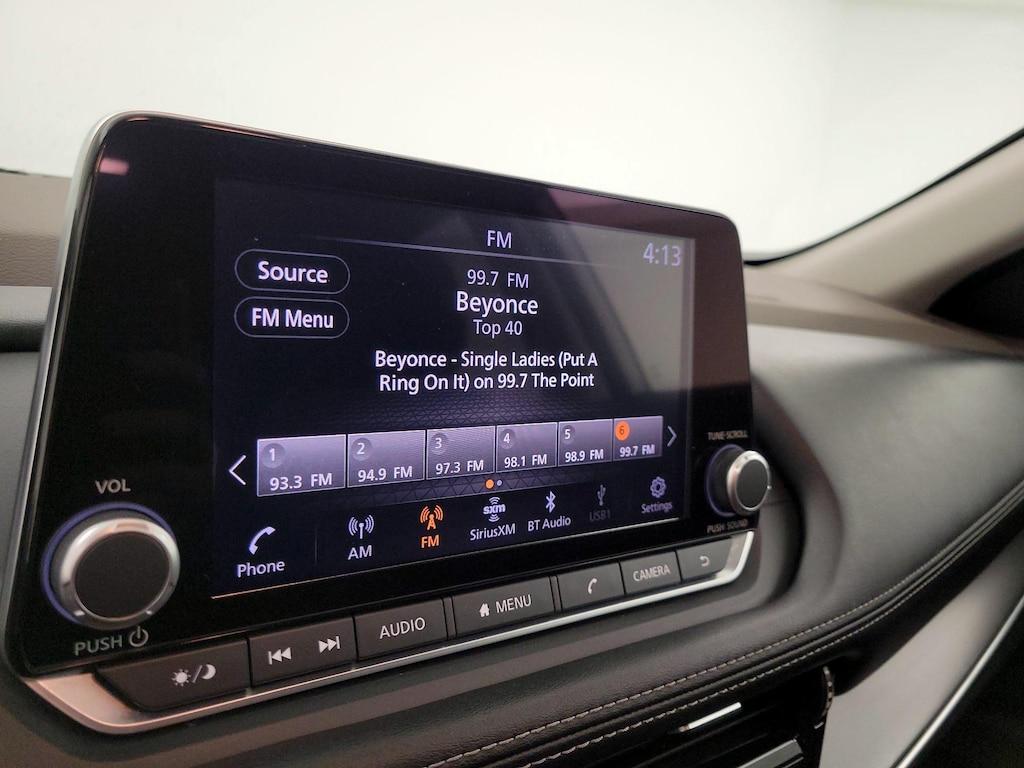 FM
4:13
Source
FM Menu
99.7 FM
Beyonce
Top 40
Beyonce - Single Ladies (Put A
Ring On It) on 99.7 The Point
1
93.3 FM
2
94.9 FM
3
97.3 FM
4
98.1 FM
5
98.9 FM
6
99.7 FM
Phone
AM
FM
sxm
SiriusXM
BT Audio
USB1
Settings
VOL
PUSH
TUNE·SCROLL
PUSH SOUND
AUDIO
MENU
CAMERA